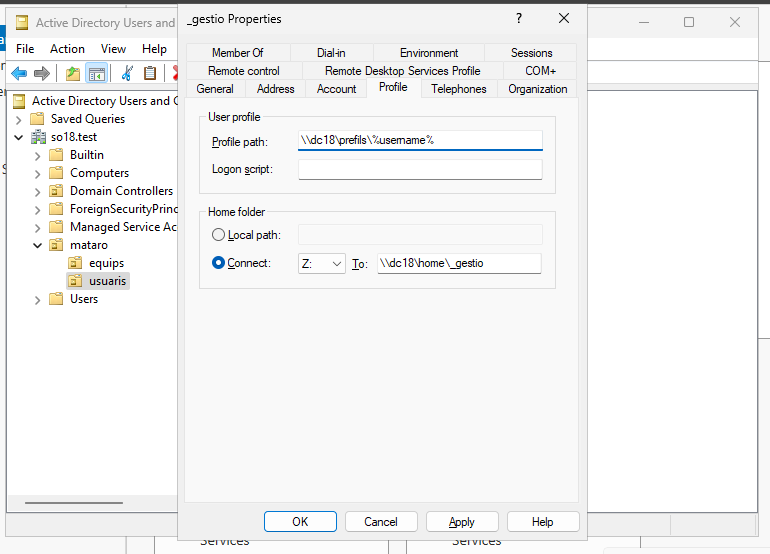 Active Directory Users and
_gestio Properties
?
File Action View Help
Member Of Dial-in Environment Sessions
Remote control Remote Desktop Services Profile COM+
General Address Account Profile Telephones Organization
Active Directory Users and C
Saved Queries
so18.test
Builtin
Computers
Domain Controllers
ForeignSecurityPrinc
Managed Service Ac
mataro
equips
usuaris
Users
User profile
Profile path: \\dc18\prefils\%username%
Logon script:
Home folder
Local path:
Connect: Z: To: \\dc18\home\_gestio
OK Cancel Apply Help
Services Services